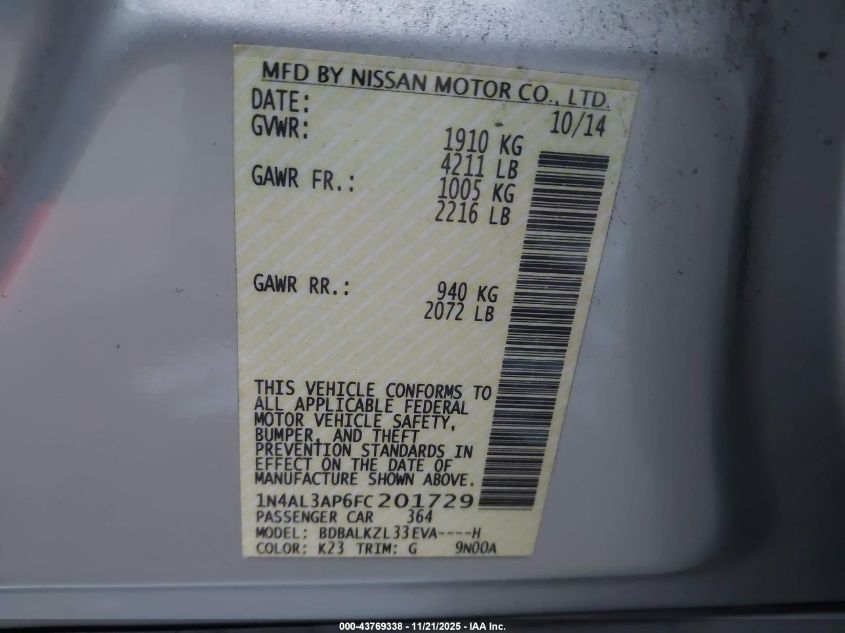 MFD BY NISSAN MOTOR CO., LTD.
DATE: 10/14
GVWR: 1910 KG
4211 LB
GAWR FR.: 1005 KG
2216 LB
GAWR RR.: 940 KG
2072 LB
THIS VEHICLE CONFORMS TO
ALL APPLICABLE FEDERAL
MOTOR VEHICLE SAFETY,
BUMPER, AND THEFT
PREVENTION STANDARDS IN
EFFECT ON THE DATE OF
MANUFACTURE SHOWN ABOVE.
1N4AL3AP6FC201729
PASSENGER CAR 364
MODEL: BDBALKZL33EVA----H
COLOR: K23 TRIM: G 9N00A
000-43769338 - 11/21/2025 - IAA Inc.